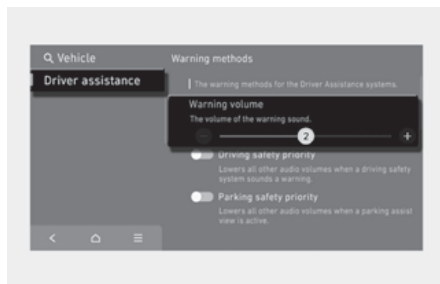 Vehicle
Warning methods
Driver assistance
The warning methods for the Driver Assistance systems.
Warning volume
The volume of the warning sound.
2
Driving safety priority
Lowers all other audio volumes when a driving safety
system sounds a warning.
Parking safety priority
Lowers all other audio volumes when a parking assist
view is active.